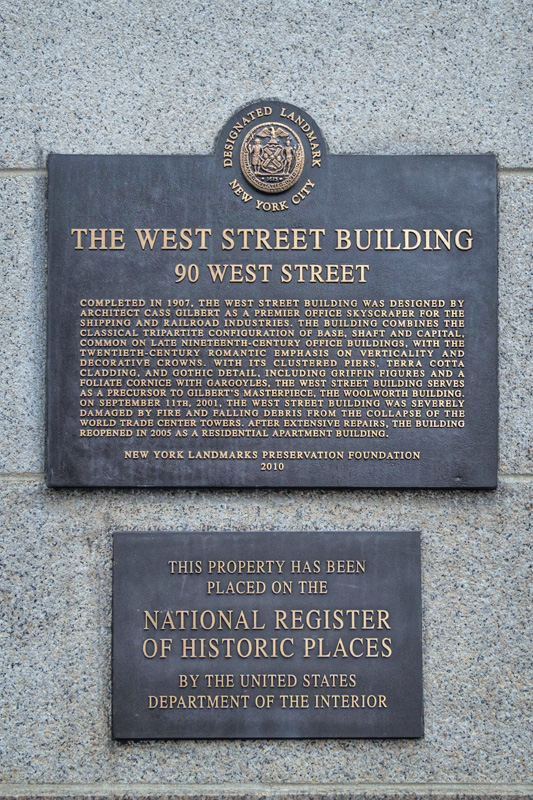 DESIGNATED LANDMARK
NEW YORK CITY
THE WEST STREET BUILDING
90 WEST STREET
COMPLETED IN 1907, THE WEST STREET BUILDING WAS DESIGNED BY
ARCHITECT CASS GILBERT AS A PREMIER OFFICE SKYSCRAPER FOR THE
SHIPPING AND RAILROAD INDUSTRIES. THE BUILDING COMBINES THE
CLASSICAL TRIPARTITE CONFIGURATION OF BASE, SHAFT AND CAPITAL,
COMMON ON LATE NINETEENTH-CENTURY OFFICE BUILDINGS, WITH THE
TWENTIETH-CENTURY ROMANTIC EMPHASIS ON VERTICALITY AND
DECORATIVE CROWNS. WITH ITS CLUSTERED PIERS, TERRA COTTA
CLADDING, AND GOTHIC DETAIL, INCLUDING GRIFFIN FIGURES AND A
FOLIATE CORNICE WITH GARGOYLES, THE WEST STREET BUILDING SERVES
AS A PRECURSOR TO GILBERT'S MASTERPIECE, THE WOOLWORTH BUILDING.
ON SEPTEMBER 11TH, 2001, THE WEST STREET BUILDING WAS SEVERELY
DAMAGED BY FIRE AND FALLING DEBRIS FROM THE COLLAPSE OF THE
WORLD TRADE CENTER TOWERS. AFTER EXTENSIVE REPAIRS, THE BUILDING
REOPENED IN 2005 AS A RESIDENTIAL APARTMENT BUILDING.
NEW YORK LANDMARKS PRESERVATION FOUNDATION
2010
THIS PROPERTY HAS BEEN
PLACED ON THE
NATIONAL REGISTER
OF HISTORIC PLACES
BY THE UNITED STATES
DEPARTMENT OF THE INTERIOR